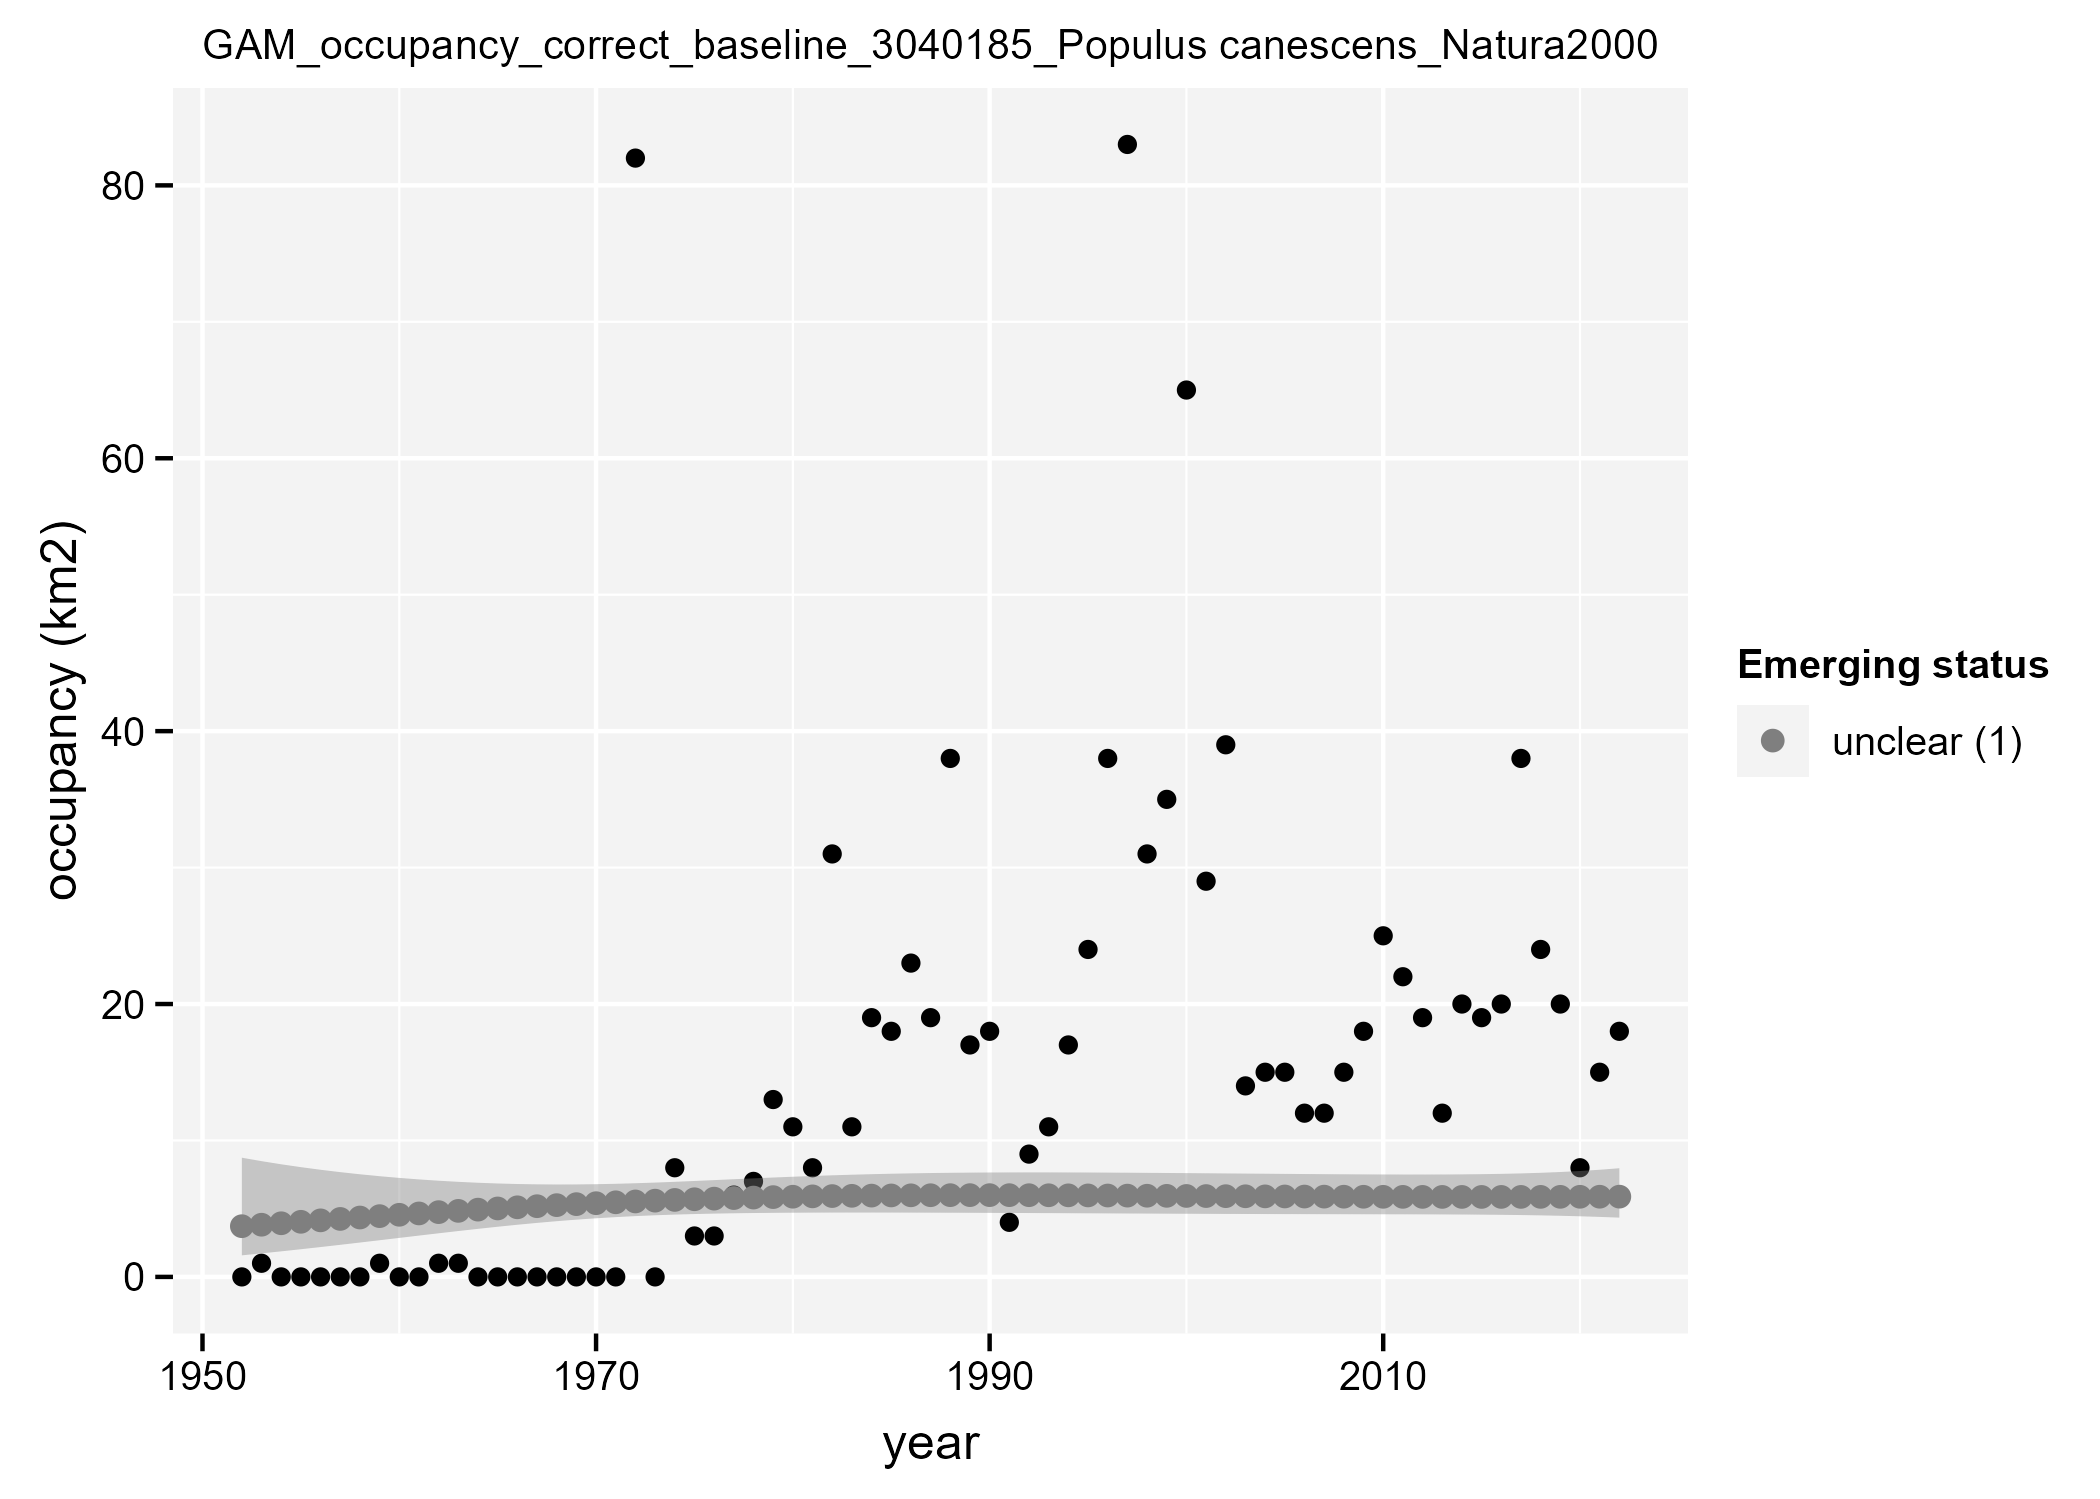 GAM_occupancy_correct_baseline_3040185_Populus canescens_Natura2000
80
60
40
20
0
occupancy (km2)
1950 1970 1990 2010
year
Emerging status
unclear (1)